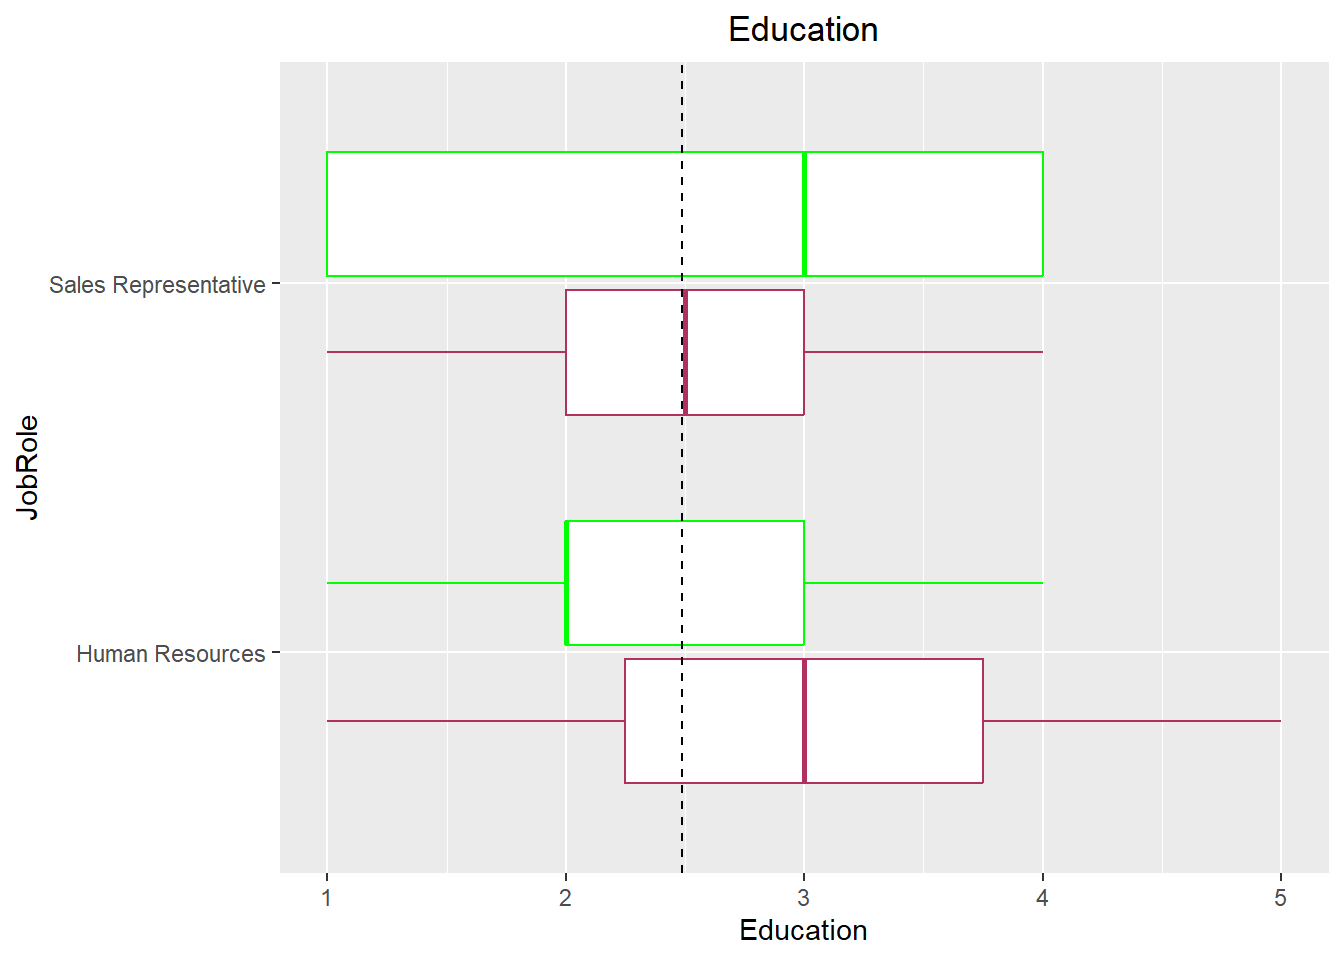 Education
Sales Representative
JobRole
Human Resources
1 2 3 4 5
Education